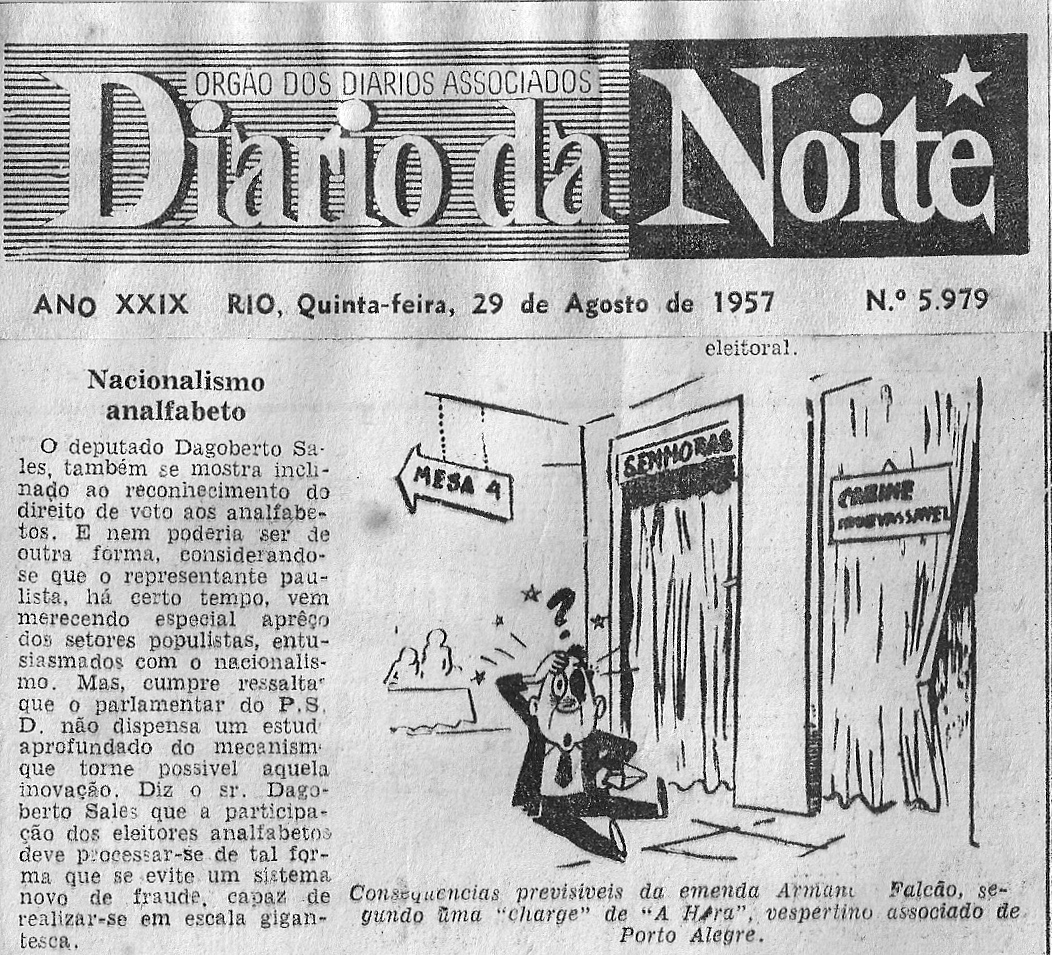 ORGÃO DOS DIARIOS ASSOCIADOS
Diario da Noite
ANO XXIX RIO, Quinta-feira, 29 de Agosto de 1957 N.º 5.979
eleitoral.
Nacionalismo
analfabeto
O deputado Dagoberto Sa-
les, também se mostra incli-
nado ao reconhecimento do
direito de voto aos analfabe-
tos. E nem poderia ser de
outra forma, considerando-
se que o representante pau-
lista, há certo tempo, vem
merecendo especial aprêço
dos setores populistas, entu-
siasmados com o nacionalis-
mo. Mas, cumpre ressalta
que o parlamentar do P.S.
D. não dispensa um estud
aprofundado do mecanism
que torne possivel aquela
inovação. Diz o sr. Dago-
berto Sales que a participa-
ção dos eleitores analfabetos
deve processar-se de tal for-
ma que se evite um sistema
novo de fraude, capaz de
realizar-se em escala gigan-
tesca.
MESA 4
SENHORAS
CABINE
?
Consequencias previsíveis da emenda Armand Falcão, se-
gundo uma "charge" de "A Hora", vespertino associado de
Porto Alegre.